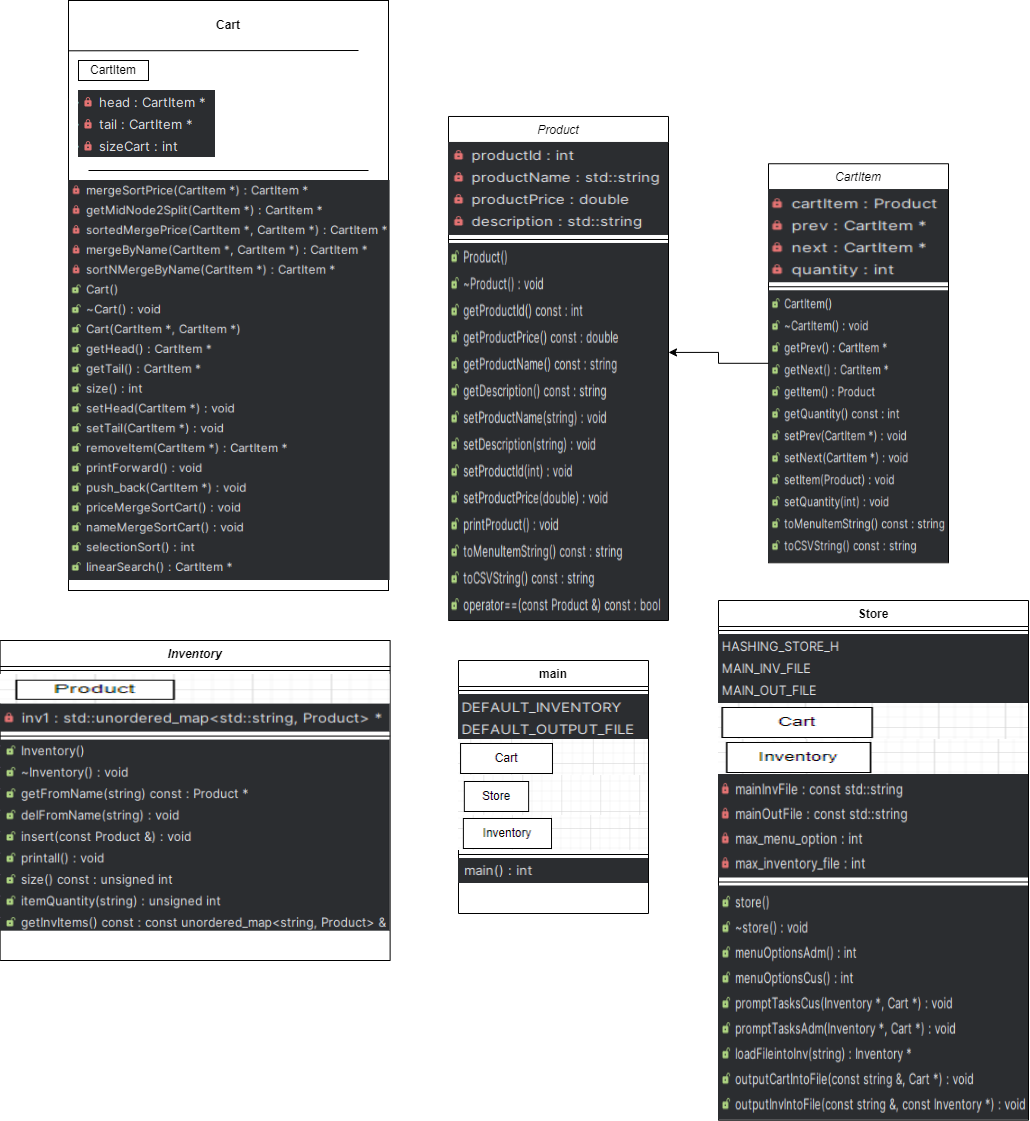 Cart
CartItem
head : CartItem *
tail : CartItem *
sizeCart : int
mergeSortPrice(CartItem *) : CartItem *
getMidNode2Split(CartItem *) : CartItem *
sortedMergePrice(CartItem *, CartItem *) : CartItem *
mergeByName(CartItem *, CartItem *) : CartItem *
sortNMergeByName(CartItem *) : CartItem *
Cart()
~Cart() : void
Cart(CartItem *, CartItem *)
getHead() : CartItem *
getTail() : CartItem *
size() : int
setHead(CartItem *) : void
setTail(CartItem *) : void
removeItem(CartItem *) : CartItem *
printForward() : void
push_back(CartItem *) : void
priceMergeSortCart() : void
nameMergeSortCart() : void
selectionSort() : int
linearSearch() : CartItem *
Product
productId : int
productName : std::string
productPrice : double
description : std::string
Product()
~Product() : void
getProductId() const : int
getProductPrice() const : double
getProductName() const : string
getDescription() const : string
setProductName(string) : void
setDescription(string) : void
setProductId(int) : void
setProductPrice(double) : void
printProduct() : void
toMenuItemString() const : string
toCSVString() const : string
operator==(const Product &) const : bool
CartItem
cartItem : Product
prev : CartItem *
next : CartItem *
quantity : int
CartItem()
~CartItem() : void
getPrev() : CartItem *
getNext() : CartItem *
getItem() : Product
getQuantity() const : int
setPrev(CartItem *) : void
setNext(CartItem *) : void
setItem(Product) : void
setQuantity(int) : void
toMenuItemString() const : string
toCSVString() const : string
Inventory
Product
inv1 : std::unordered_map<std::string, Product> *
Inventory()
~Inventory() : void
getFromName(string) const : Product *
delFromName(string) : void
insert(const Product &) : void
printall() : void
size() const : unsigned int
itemQuantity(string) : unsigned int
getInvItems() const : const unordered_map<string, Product> &
main
DEFAULT_INVENTORY
DEFAULT_OUTPUT_FILE
Cart
Store
Inventory
main() : int
Store
HASHING_STORE_H
MAIN_INV_FILE
MAIN_OUT_FILE
Cart
Inventory
mainInvFile : const std::string
mainOutFile : const std::string
max_menu_option : int
max_inventory_file : int
store()
~store() : void
menuOptionsAdm() : int
menuOptionsCus() : int
promptTasksCus(Inventory *, Cart *) : void
promptTasksAdm(Inventory *, Cart *) : void
loadFileintoInv(string) : Inventory *
outputCartIntoFile(const string &, Cart *) : void
outputInvIntoFile(const string &, const Inventory *) : void